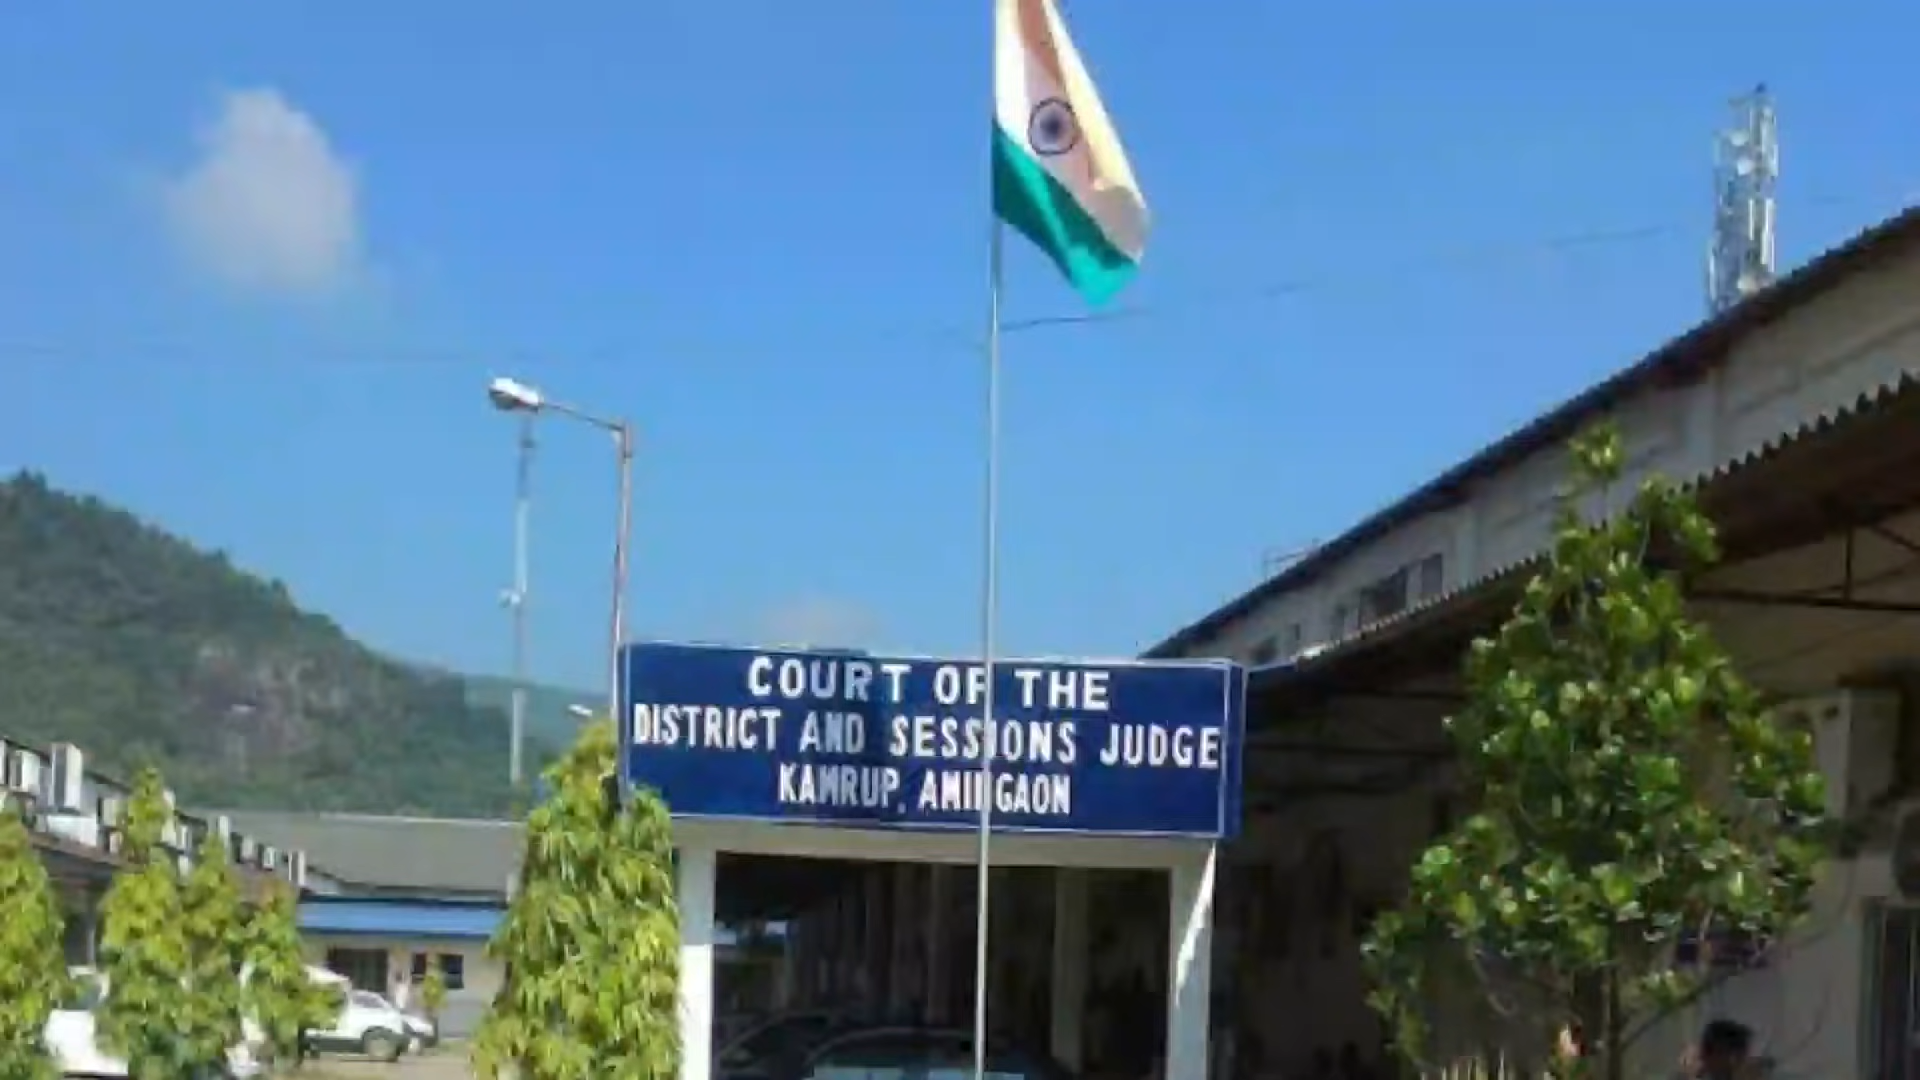 COURT OF THE
DISTRICT AND SESSIONS JUDGE
KAMRUP, AMINGAON